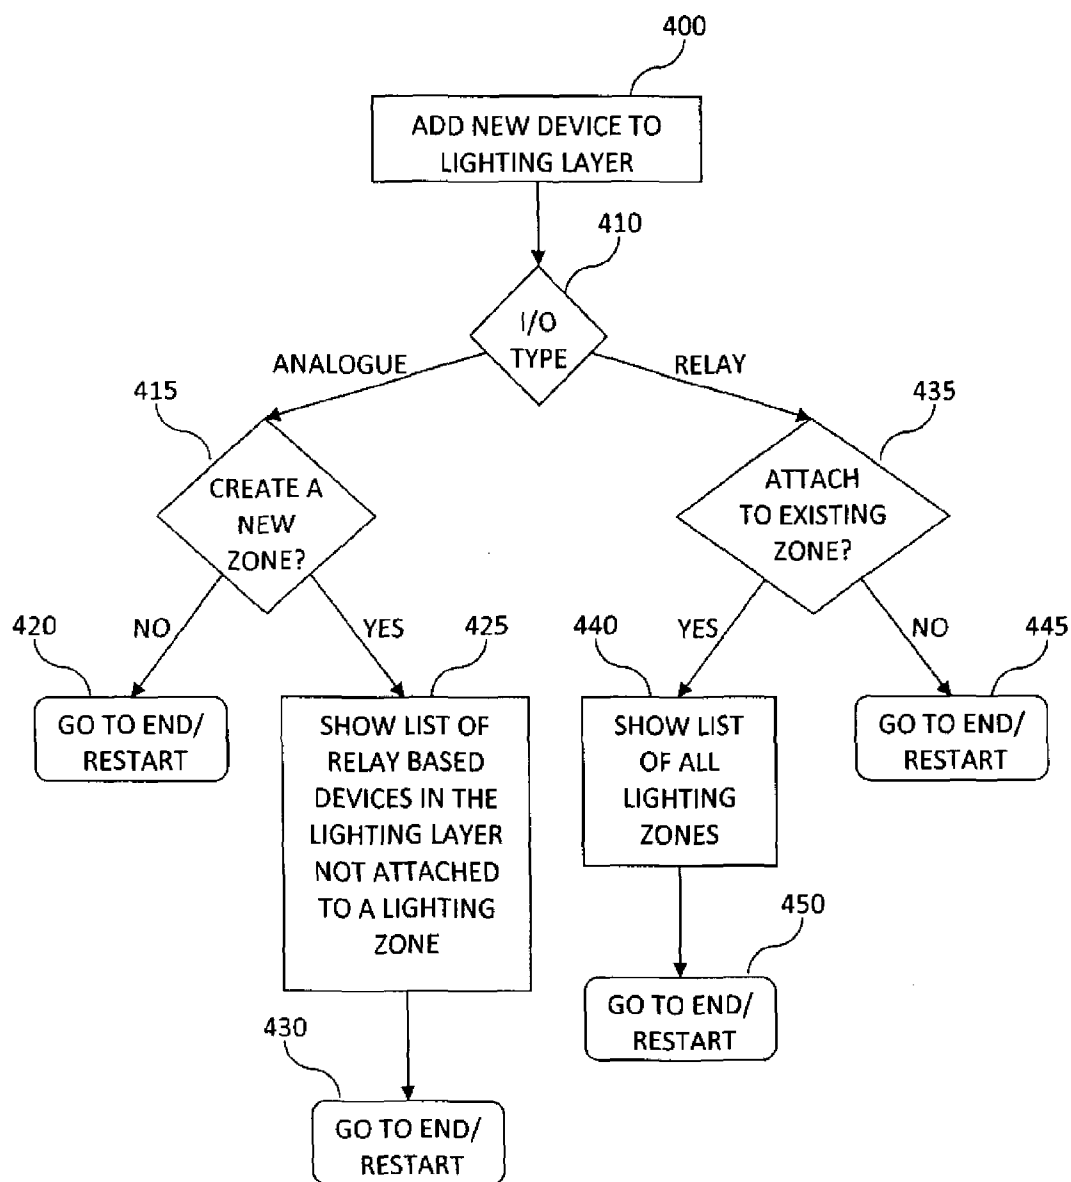 400
ADD NEW DEVICE TO
LIGHTING LAYER
410
I/O
TYPE
ANALOGUE
RELAY
415
CREATE A
NEW
ZONE?
435
ATTACH
TO EXISTING
ZONE?
NO
YES
YES
NO
420
GO TO END/
RESTART
425
SHOW LIST OF
RELAY BASED
DEVICES IN THE
LIGHTING LAYER
NOT ATTACHED
TO A LIGHTING
ZONE
440
SHOW LIST
OF ALL
LIGHTING
ZONES
445
GO TO END/
RESTART
450
GO TO END/
RESTART
430
GO TO END/
RESTART